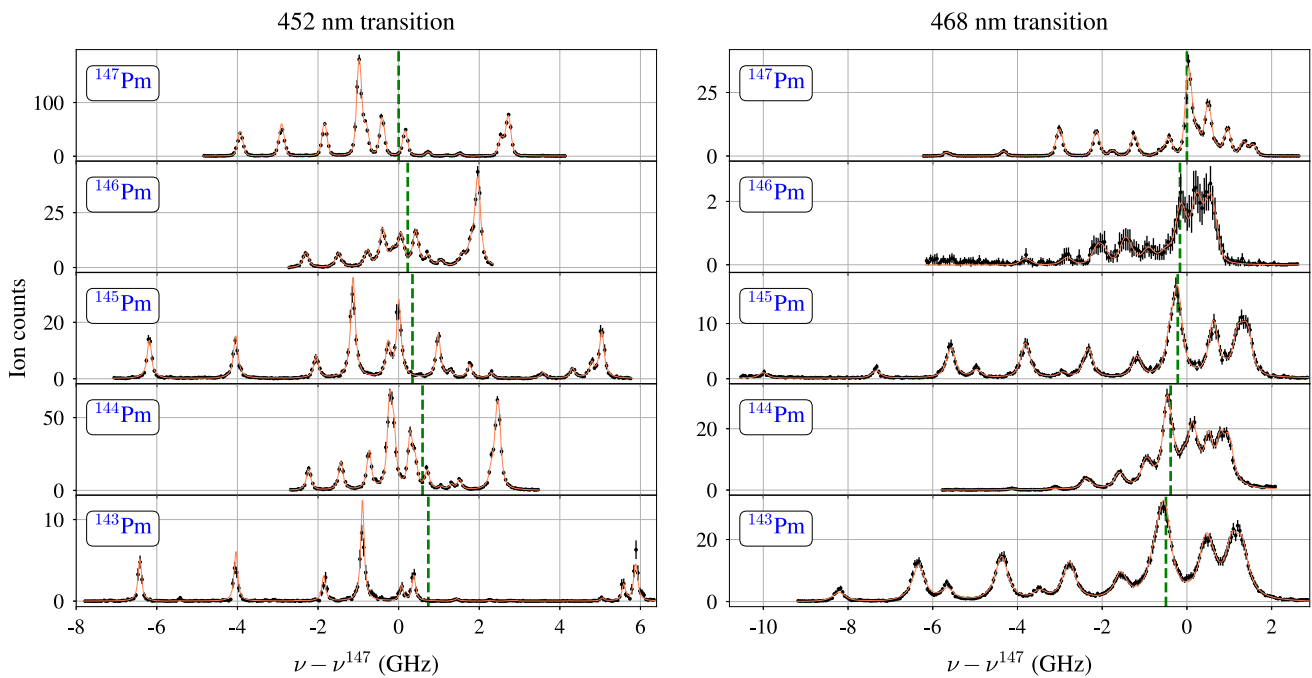 452 nm transition
468 nm transition
Ion counts
¹⁴⁷Pm
100
0
¹⁴⁶Pm
25
0
¹⁴⁵Pm
20
0
¹⁴⁴Pm
50
0
¹⁴³Pm
10
0
-8 -6 -4 -2 0 2 4 6
ν − ν¹⁴⁷ (GHz)
¹⁴⁷Pm
25
0
¹⁴⁶Pm
2
0
¹⁴⁵Pm
10
0
¹⁴⁴Pm
20
0
¹⁴³Pm
20
0
-10 -8 -6 -4 -2 0 2
ν − ν¹⁴⁷ (GHz)